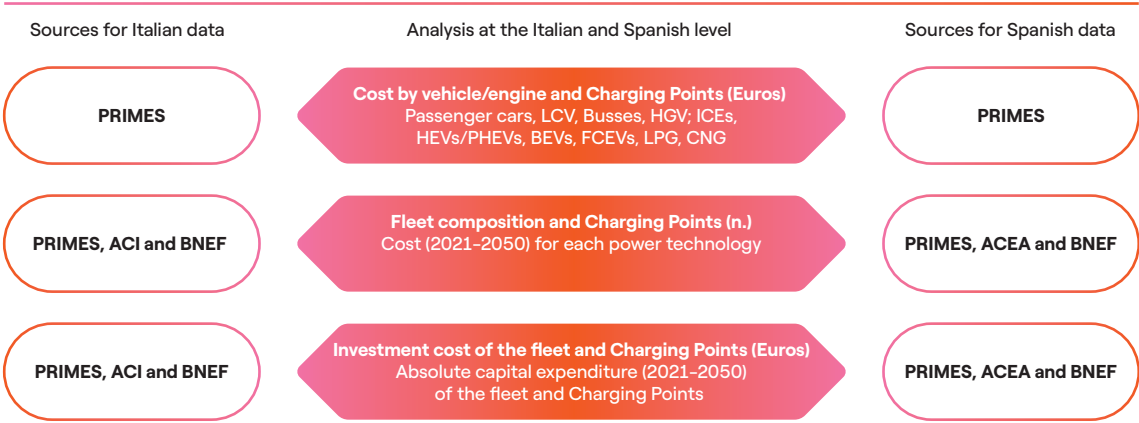 Sources for Italian data
Analysis at the Italian and Spanish level
Sources for Spanish data
PRIMES
Cost by vehicle/engine and Charging Points (Euros)
Passenger cars, LCV, Busses, HGV; ICEs,
HEVs/PHEVs, BEVs, FCEVs, LPG, CNG
PRIMES
PRIMES, ACI and BNEF
Fleet composition and Charging Points (n.)
Cost (2021-2050) for each power technology
PRIMES, ACEA and BNEF
PRIMES, ACI and BNEF
Investment cost of the fleet and Charging Points (Euros)
Absolute capital expenditure (2021-2050)
of the fleet and Charging Points
PRIMES, ACEA and BNEF